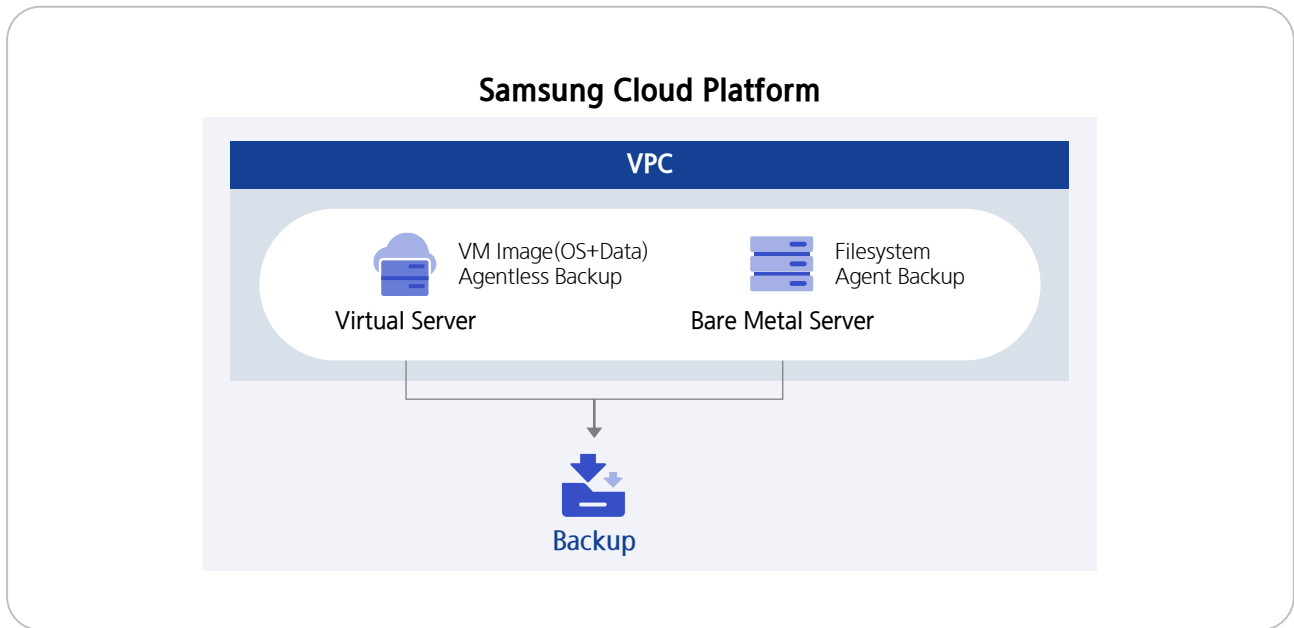 Samsung Cloud Platform
VPC
VM Image(OS+Data)
Agentless Backup
Virtual Server
Filesystem
Agent Backup
Bare Metal Server
Backup